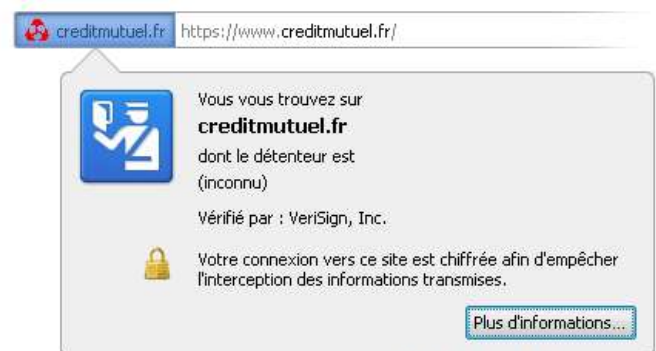 creditmutuel.fr https://www.creditmutuel.fr/
Vous vous trouvez sur
creditmutuel.fr
dont le détenteur est
(inconnu)
Vérifié par : VeriSign, Inc.
Votre connexion vers ce site est chiffrée afin d'empêcher
l'interception des informations transmises.
Plus d'informations...